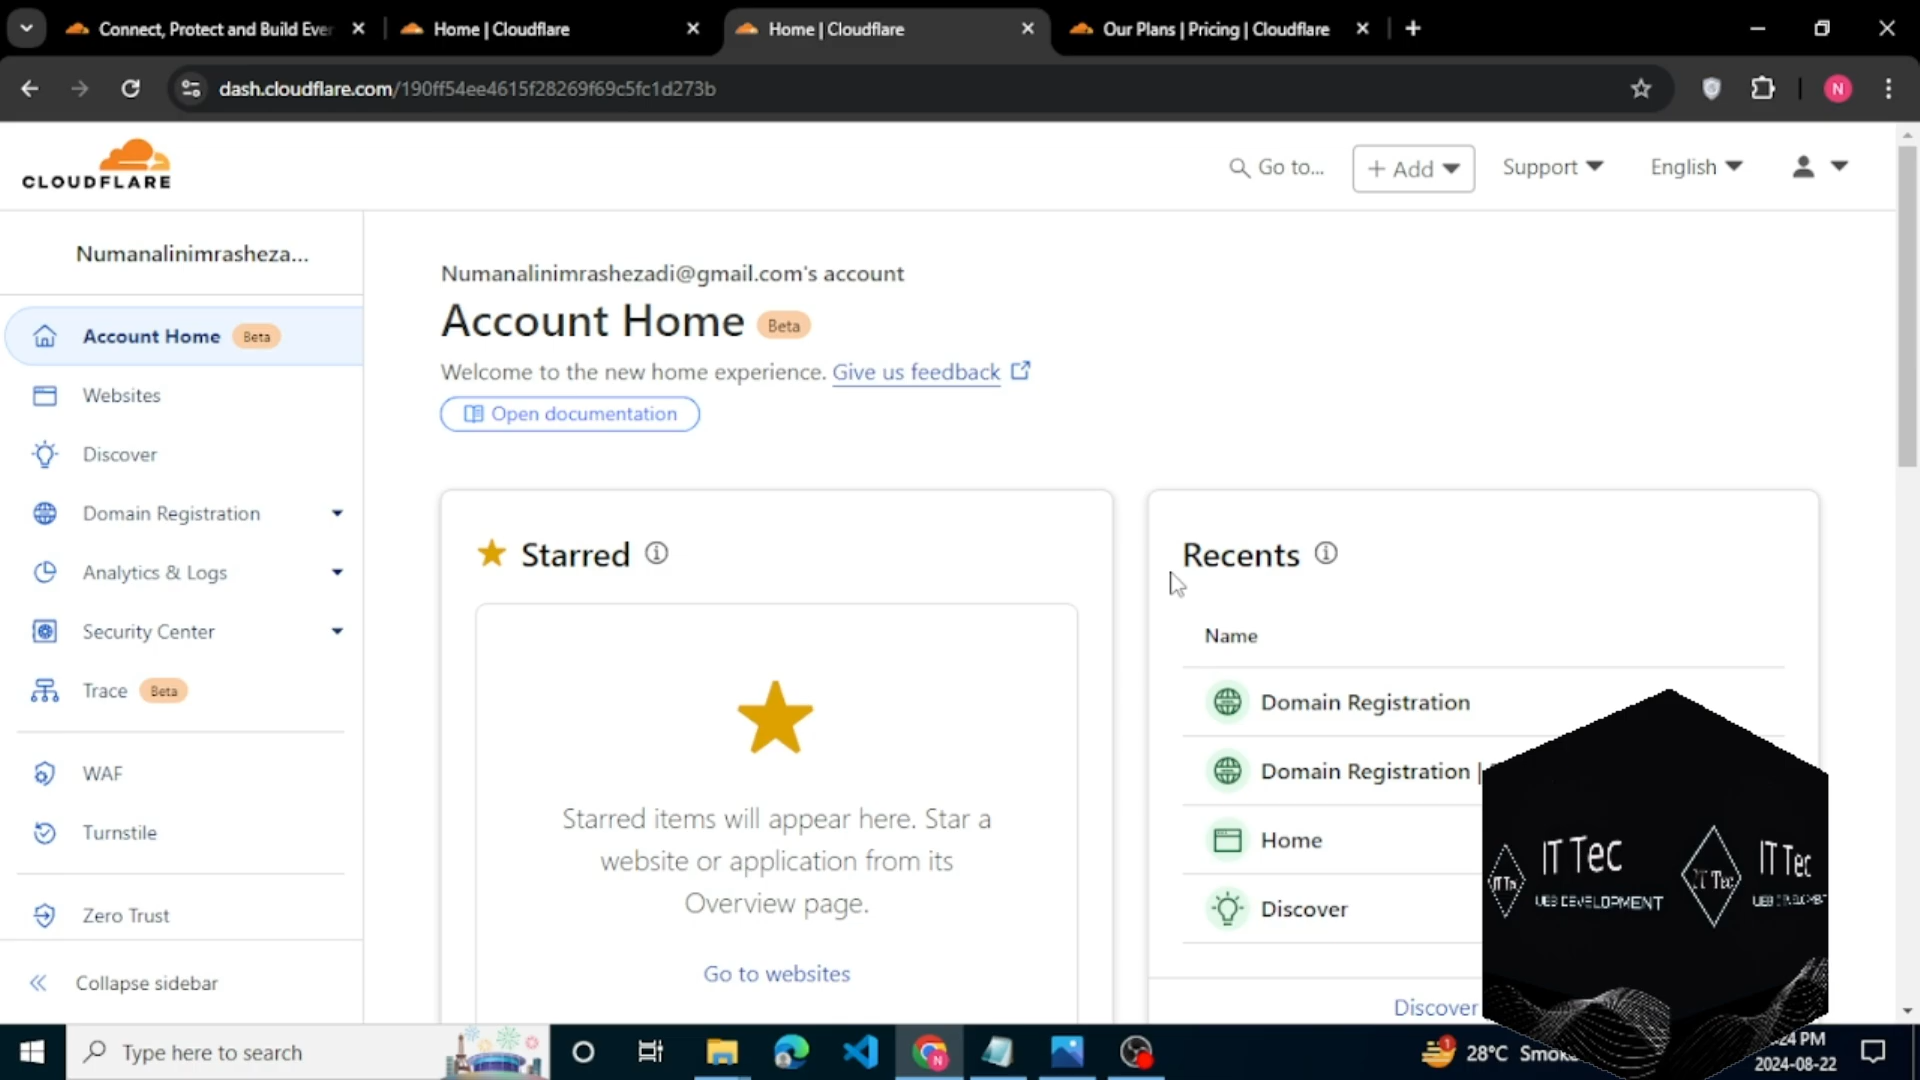 Connect, Protect and Build Ever
Home | Cloudflare
Home | Cloudflare
Our Plans | Pricing | Cloudflare
dash.cloudflare.com/190ff54ee4615f28269f69c5fc1d273b
N
CLOUDFLARE
Go to...
+ Add
Support
English
Numanalinimrasheza...
Account Home Beta
Websites
Discover
Domain Registration
Analytics & Logs
Security Center
Trace Beta
WAF
Turnstile
Zero Trust
Collapse sidebar
Numanalinimrashezadi@gmail.com's account
Account Home Beta
Welcome to the new home experience. Give us feedback
Open documentation
Starred
Starred items will appear here. Star a
website or application from its
Overview page.
Go to websites
Recents
Name
Domain Registration
Domain Registration |
Home
Discover
Discover
IT Tec
WEB DEVELOPMENT
IT Tec
IT Tec
Type here to search
28°C Smok
:24 PM
2024-08-22